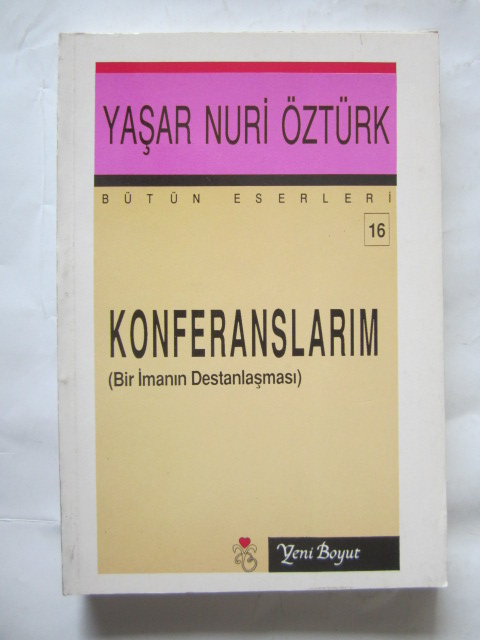 YAŞAR NURİ ÖZTÜRK
BÜTÜN ESERLERİ
16
KONFERANSLARIM
(Bir İmanın Destanlaşması)
Yeni Boyut